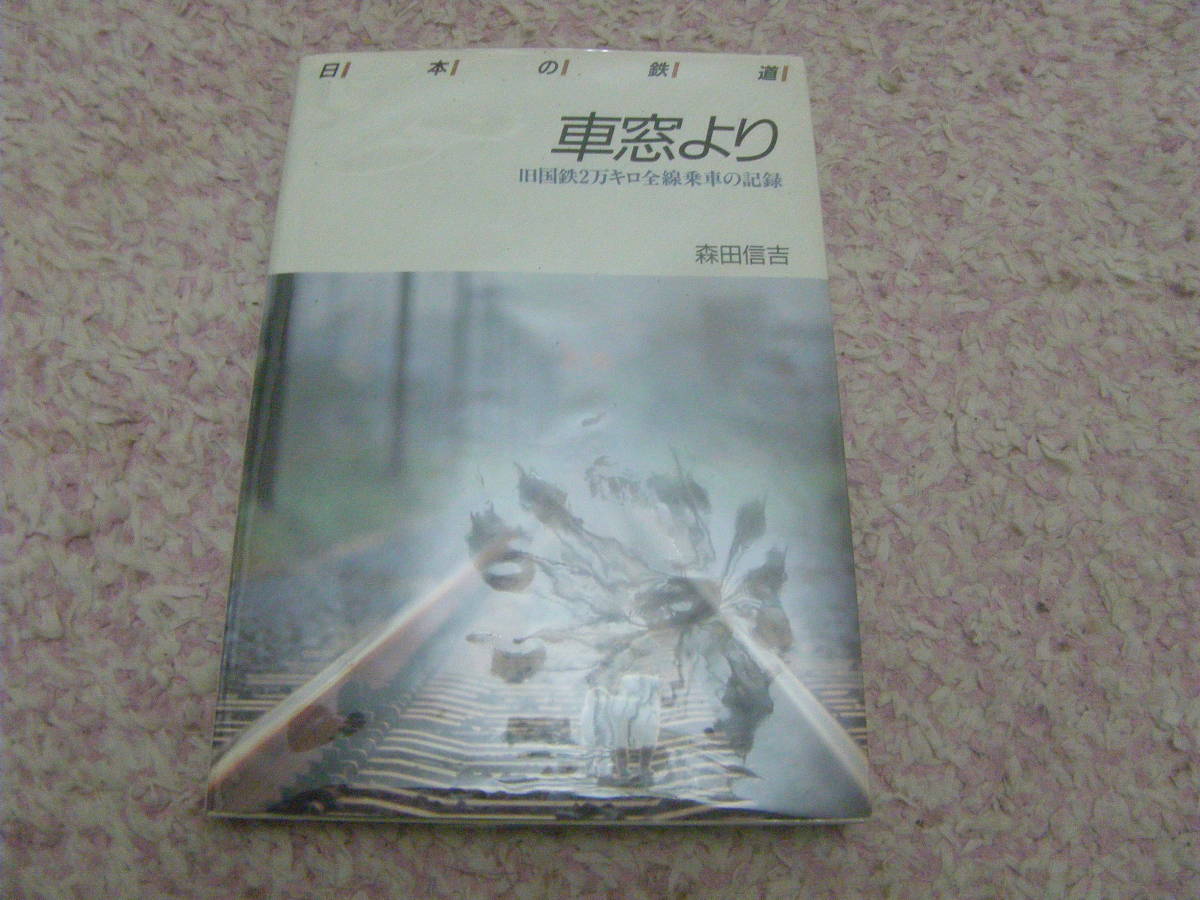 日本の鉄道
車窓より
旧国鉄2万キロ全線乗車の記録
森田信吉